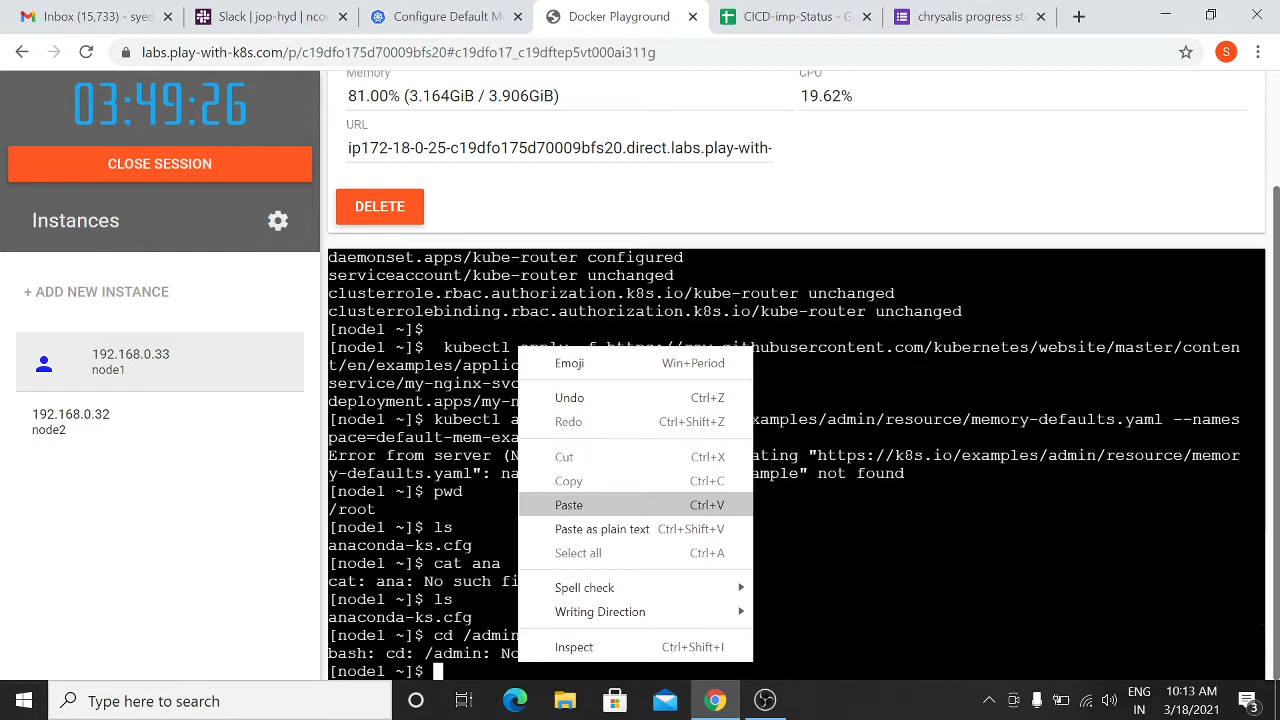 Inbox (15,733) - syed
Slack | jop-hyd | ncou
Configure Default M
Docker Playground
CICD-imp-Status - G
chrysalis progress sta
labs.play-with-k8s.com/p/c19dfo175d70009bfs20#c19dfo17_c19dftep5vt000ai311g
S
03:49:26
CLOSE SESSION
Instances
+ ADD NEW INSTANCE
192.168.0.33
node1
192.168.0.32
node2
Memory
CPU
81.00% (3.164GiB / 3.906GiB)
19.62%
URL
ip172-18-0-25-c19dfo175d70009bfs20.direct.labs.play-with-
DELETE
daemonset.apps/kube-router configured
serviceaccount/kube-router unchanged
clusterrole.rbac.authorization.k8s.io/kube-router unchanged
clusterrolebinding.rbac.authorization.k8s.io/kube-router unchanged
[node1 ~]$
[node1 ~]$ kubectl apply -f https://raw.githubusercontent.com/kubernetes/website/master/conten
t/en/examples/applic
service/my-nginx-svc
deployment.apps/my-n
[node1 ~]$ kubectl a xamples/admin/resource/memory-defaults.yaml --names
pace=default-mem-exa
Error from server (N ating "https://k8s.io/examples/admin/resource/memor
y-defaults.yaml": na ample" not found
[node1 ~]$ pwd
/root
[node1 ~]$ ls
anaconda-ks.cfg
[node1 ~]$ cat ana
cat: ana: No such fi
[node1 ~]$ ls
anaconda-ks.cfg
[node1 ~]$ cd /admin
bash: cd: /admin: No
[node1 ~]$
Emoji Win+Period
Undo Ctrl+Z
Redo Ctrl+Shift+Z
Cut Ctrl+X
Copy Ctrl+C
Paste Ctrl+V
Paste as plain text Ctrl+Shift+V
Select all Ctrl+A
Spell check
Writing Direction
Inspect Ctrl+Shift+I
Type here to search
ENG
IN
10:13 AM
3/18/2021
3